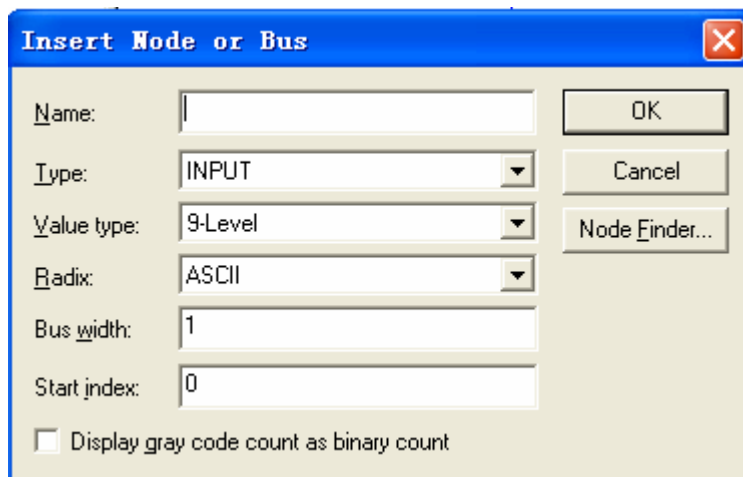 Insert Node or Bus
Name:
OK
Type:
INPUT
Cancel
Value type:
9-Level
Node Finder...
Radix:
ASCII
Bus width:
1
Start index:
0
Display gray code count as binary count